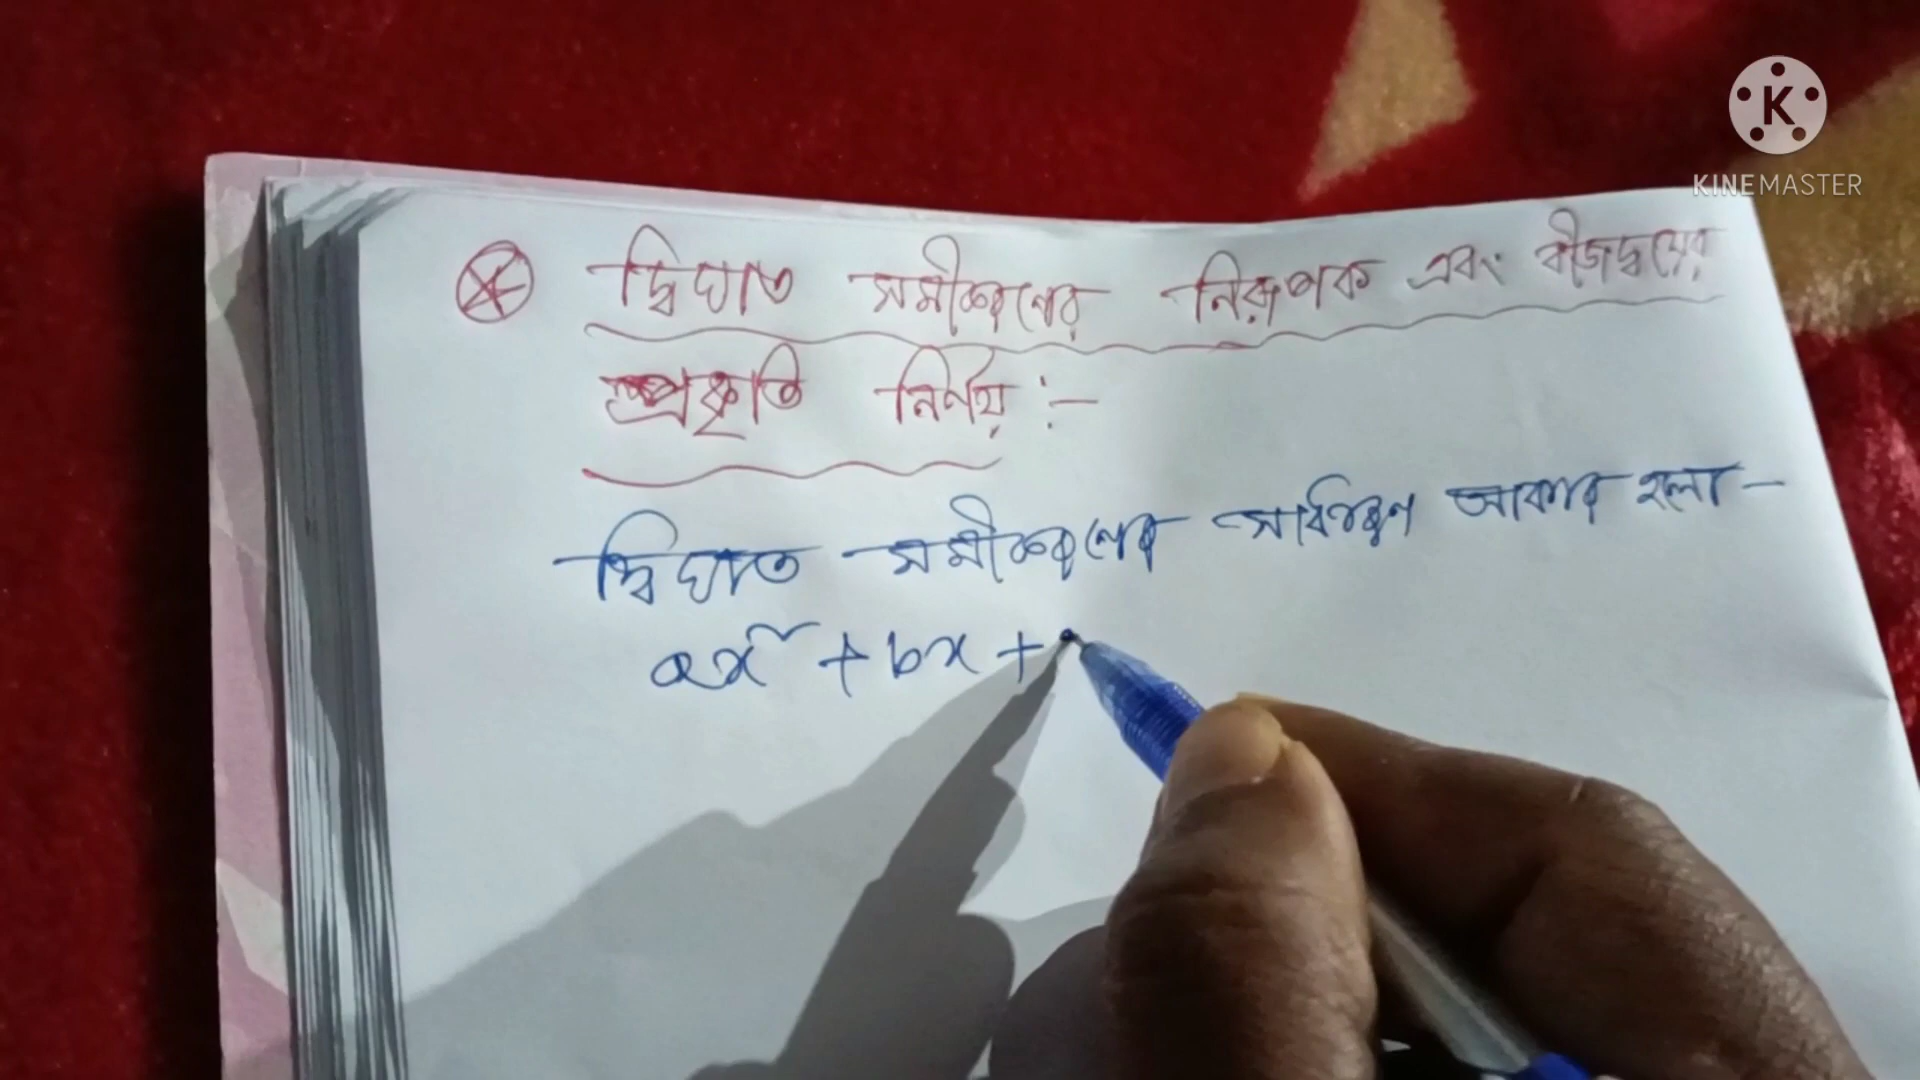 K
KINEMASTER
দ্বিঘাত সমীকরণের নিরূপক এবং বীজদ্বয়ের
প্রকৃতি নির্ণয় :-
দ্বিঘাত সমীকরণের সাধারণ আকার হলো -
ax² + bx +